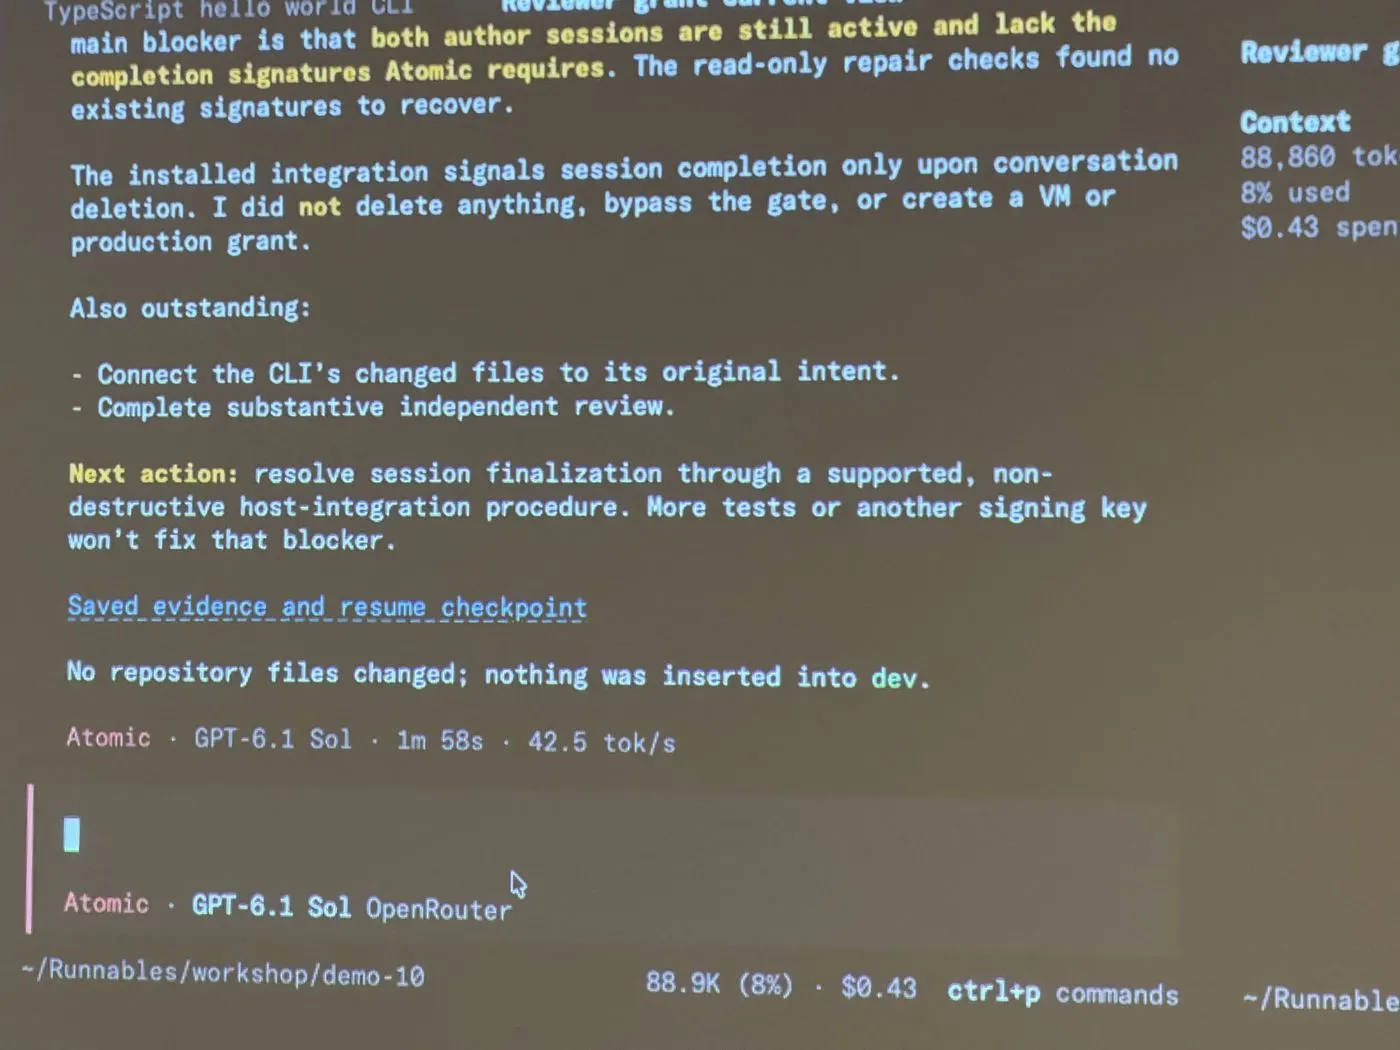 TypeScript hello world CLI
Reviewer grant current view
main blocker is that both author sessions are still active and lack the
completion signatures Atomic requires. The read-only repair checks found no
existing signatures to recover.
The installed integration signals session completion only upon conversation
deletion. I did not delete anything, bypass the gate, or create a VM or
production grant.
Also outstanding:
- Connect the CLI's changed files to its original intent.
- Complete substantive independent review.
Next action: resolve session finalization through a supported, non-
destructive host-integration procedure. More tests or another signing key
won't fix that blocker.
Saved evidence and resume checkpoint
No repository files changed; nothing was inserted into dev.
Atomic · GPT-6.1 Sol · 1m 58s · 42.5 tok/s
Atomic · GPT-6.1 Sol OpenRouter
~/Runnables/workshop/demo-10
88.9K (8%) · $0.43 ctrl+p commands
Reviewer g
Context
88,860 tok
8% used
$0.43 spen
~/Runnable